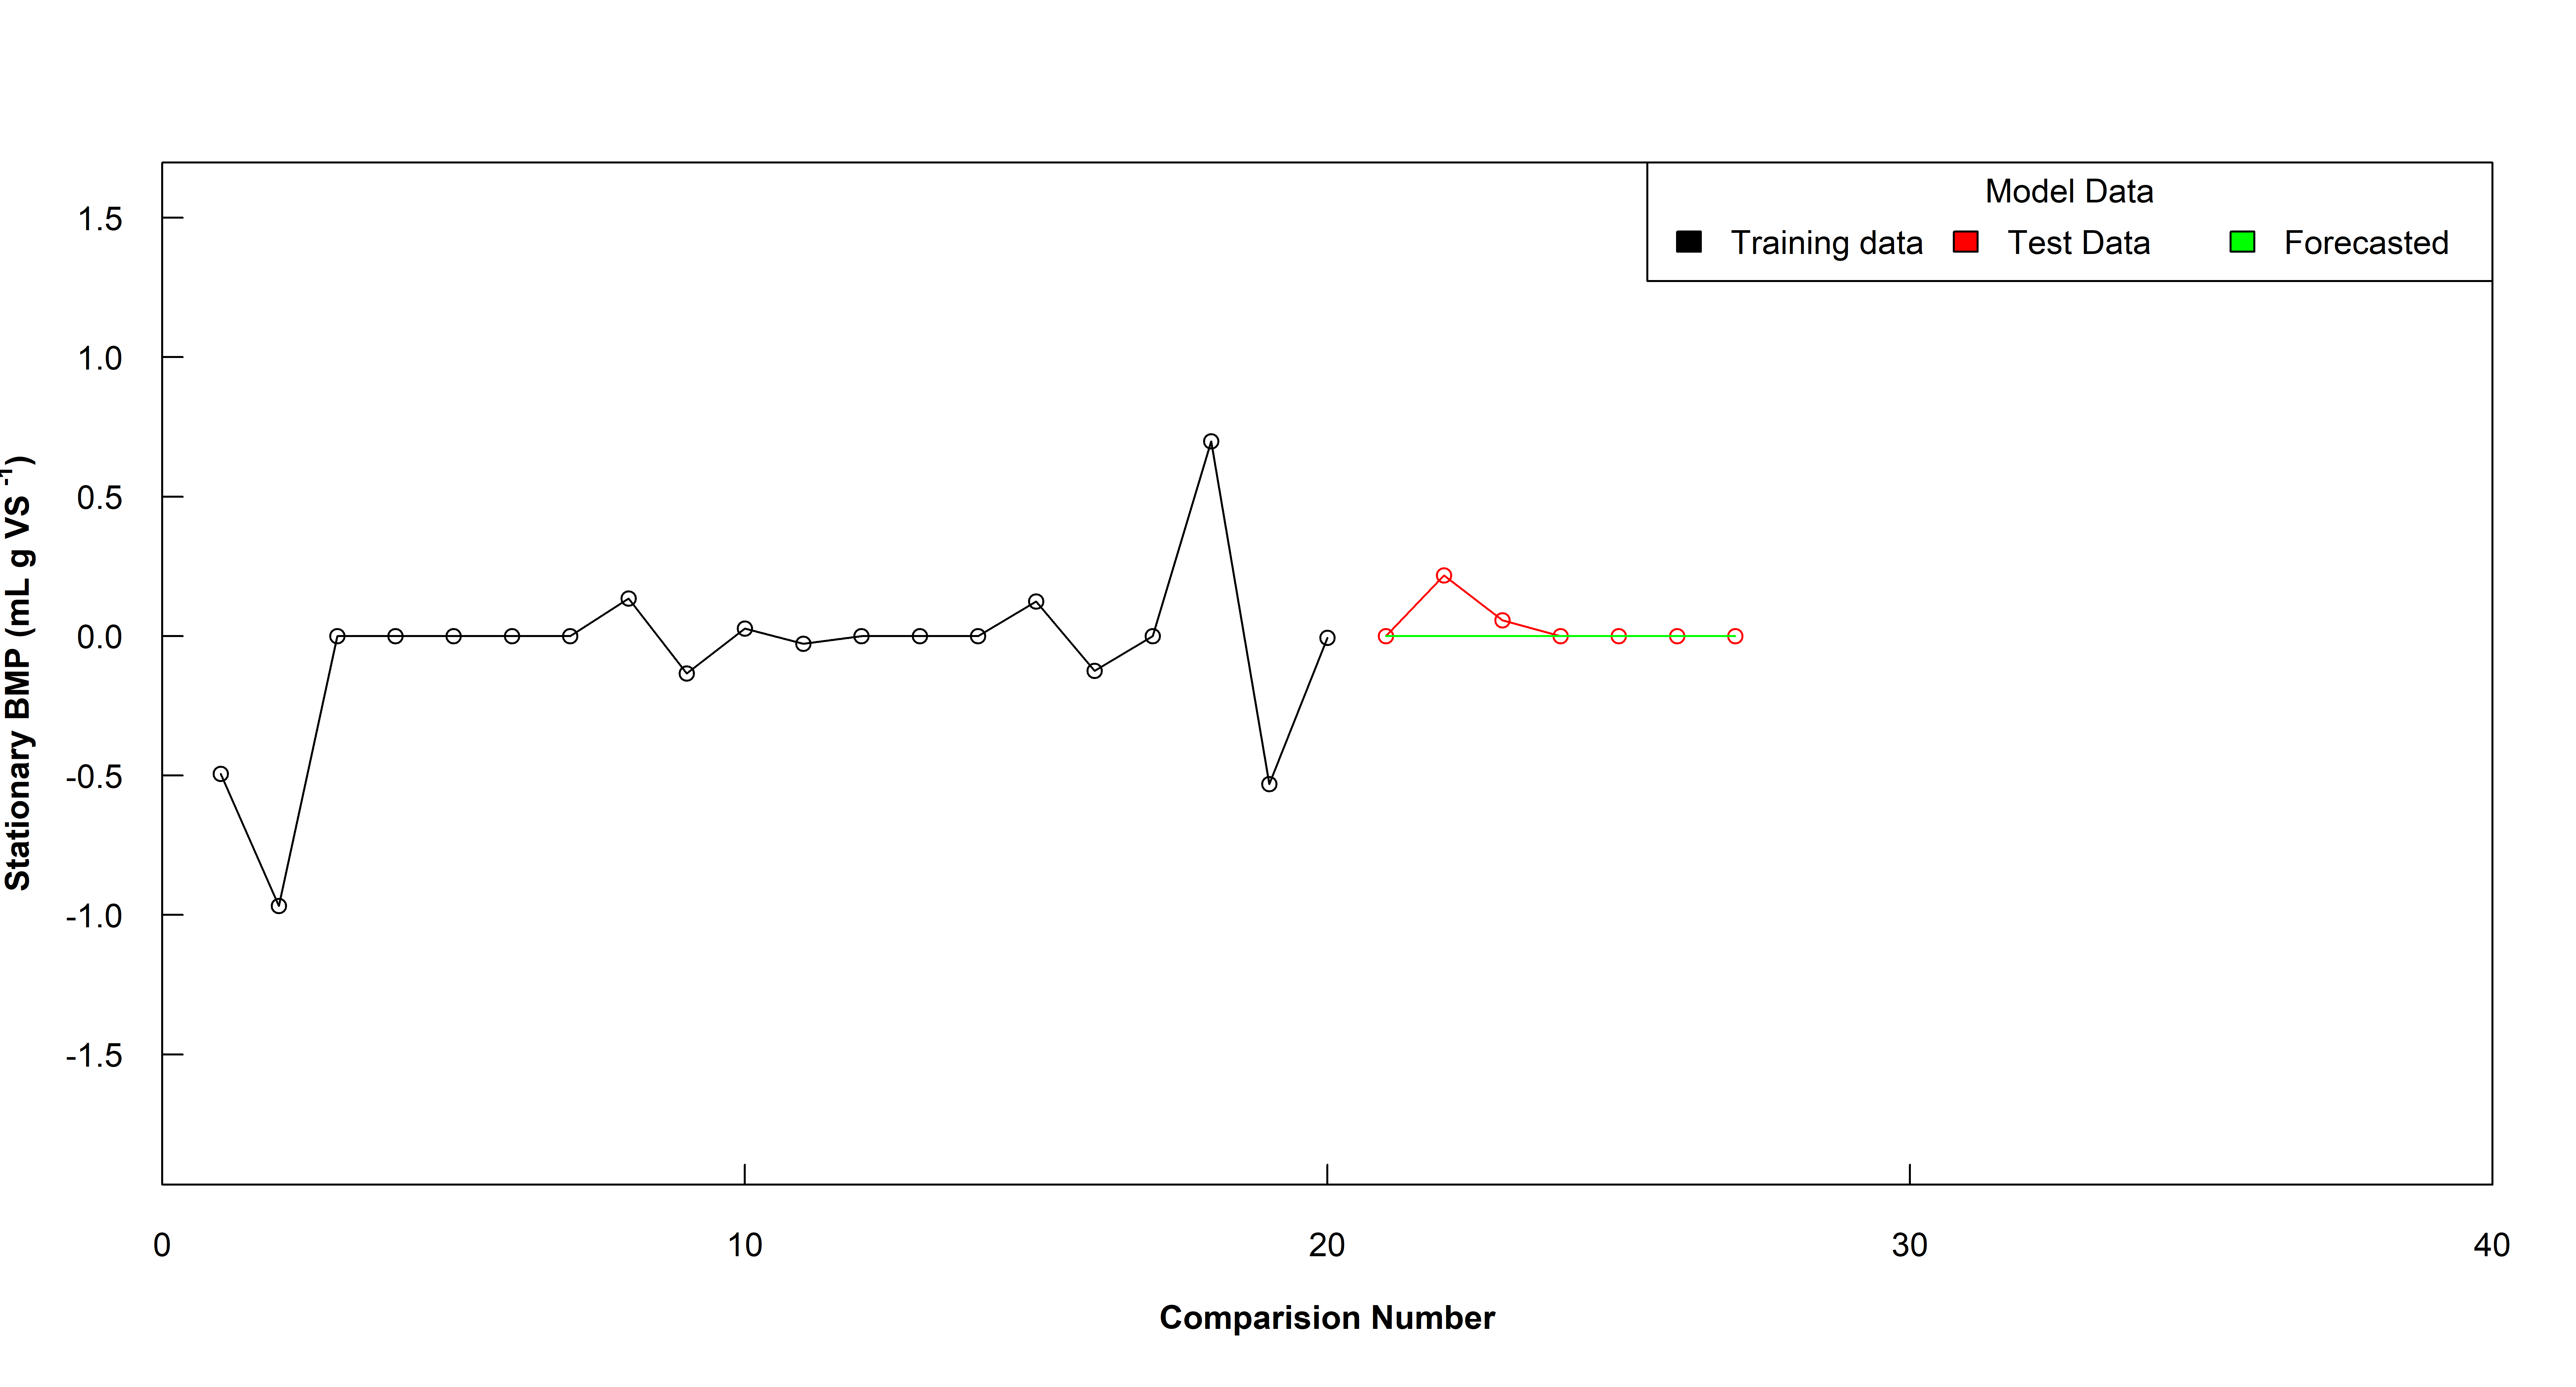 Model Data
Training data Test Data Forecasted
1.5
1.0
0.5
0.0
-0.5
-1.0
-1.5
Stationary BMP (mL g VS -1)
0 10 20 30 40
Comparision Number